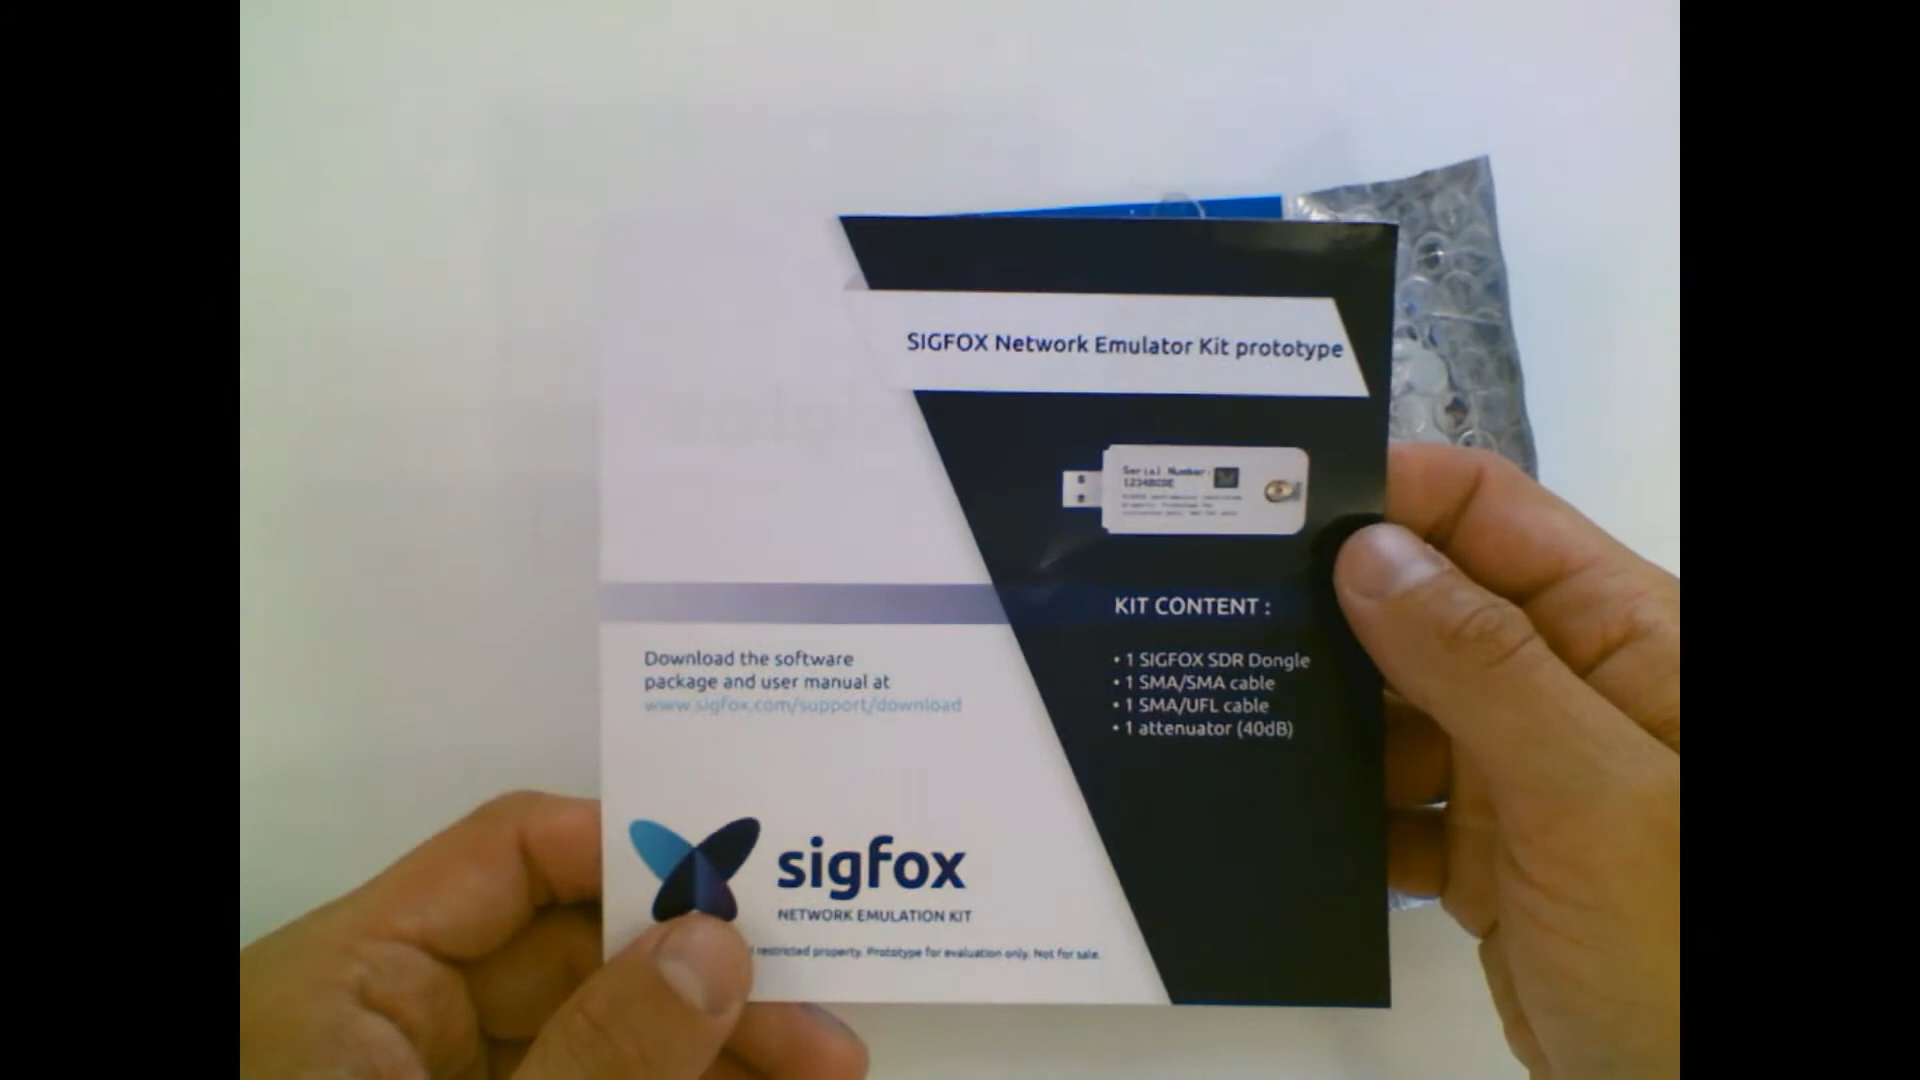 SIGFOX Network Emulator Kit prototype
Serial Number:
1234BCDE
KIT CONTENT :
• 1 SIGFOX SDR Dongle
• 1 SMA/SMA cable
• 1 SMA/UFL cable
• 1 attenuator (40dB)
Download the software
package and user manual at
www.sigfox.com/support/download
sigfox
NETWORK EMULATION KIT
restricted property. Prototype for evaluation only. Not for sale.